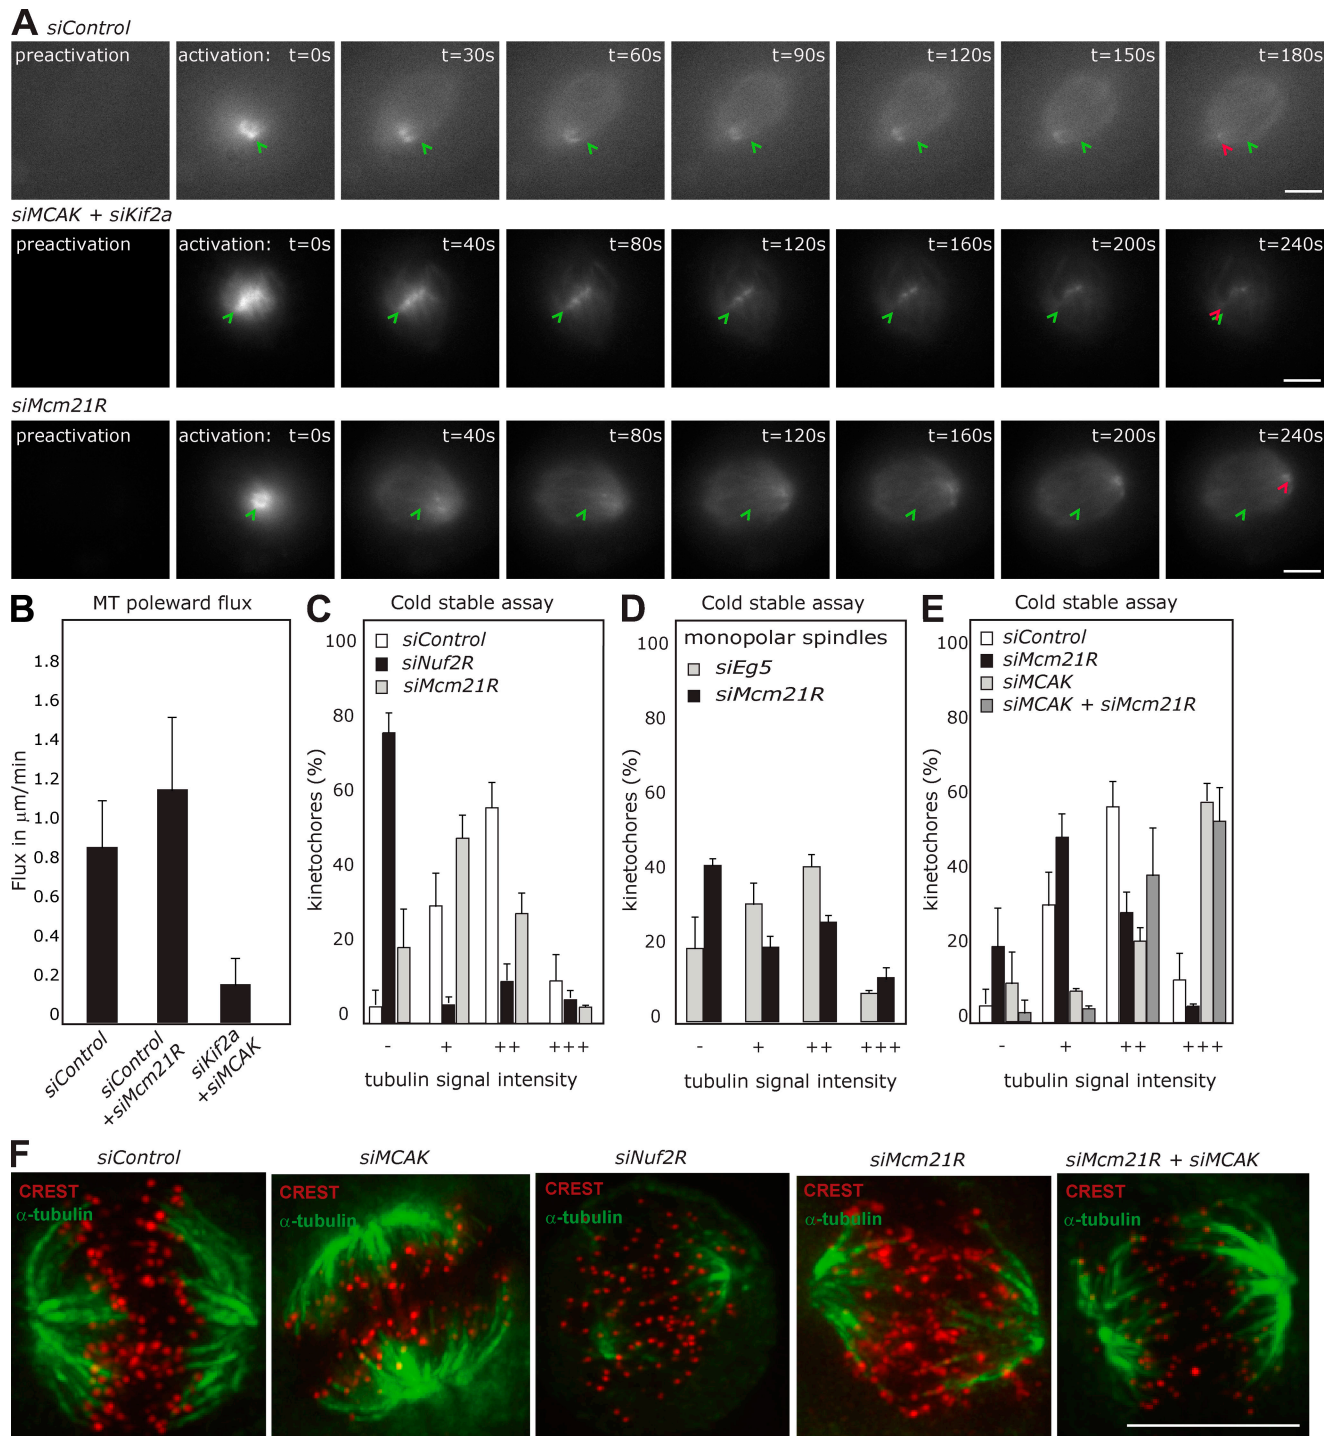 A siControl
preactivation activation: t=0s t=30s t=60s t=90s t=120s t=150s t=180s
siMCAK + siKif2a
preactivation activation: t=0s t=40s t=80s t=120s t=160s t=200s t=240s
siMcm21R
preactivation activation: t=0s t=40s t=80s t=120s t=160s t=200s t=240s
B MT poleward flux
Flux in µm/min
1.8
1.6
1.4
1.2
1.0
0.8
0.6
0.4
0.2
0
siControl
siControl
+siMcm21R
siKif2a
+siMCAK
C Cold stable assay
siControl
siNuf2R
siMcm21R
kinetochores (%)
100
80
60
40
20
0
- + ++ +++
tubulin signal intensity
D Cold stable assay
monopolar spindles
siEg5
siMcm21R
kinetochores (%)
100
80
60
40
20
0
- + ++ +++
tubulin signal intensity
E Cold stable assay
siControl
siMcm21R
siMCAK
siMCAK + siMcm21R
kinetochores (%)
100
80
60
40
20
0
- + ++ +++
tubulin signal intensity
F siControl siMCAK siNuf2R siMcm21R siMcm21R + siMCAK
CREST CREST CREST CREST CREST
α-tubulin α-tubulin α-tubulin α-tubulin α-tubulin